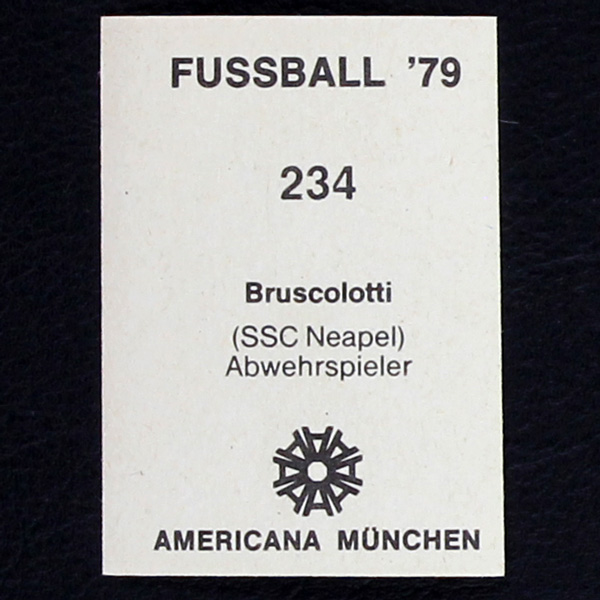 FUSSBALL ’79
234
Bruscolotti
(SSC Neapel)
Abwehrspieler
AMERICANA MÜNCHEN